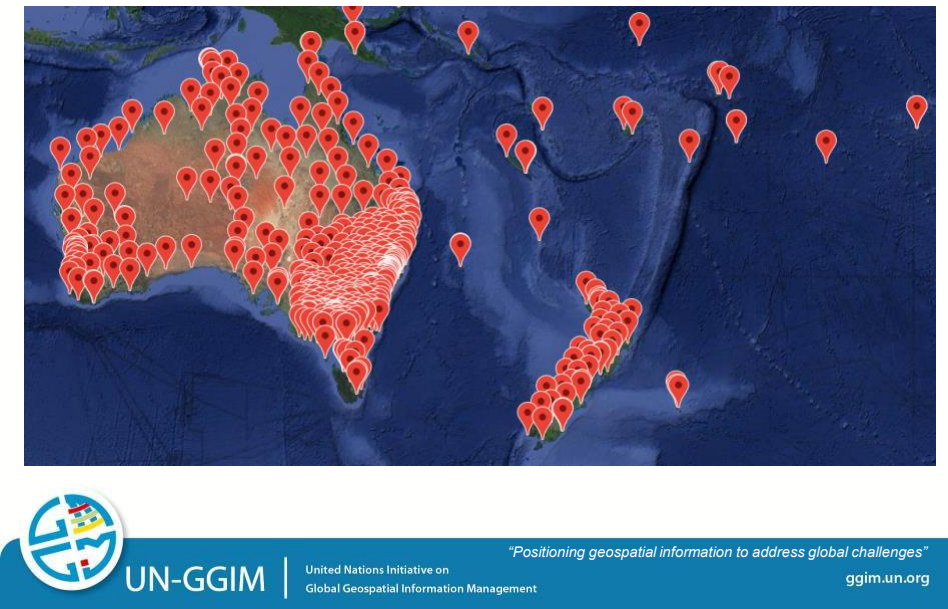 “Positioning geospatial information to address global challenges”
UN-GGIM
United Nations Initiative on
Global Geospatial Information Management
ggim.un.org